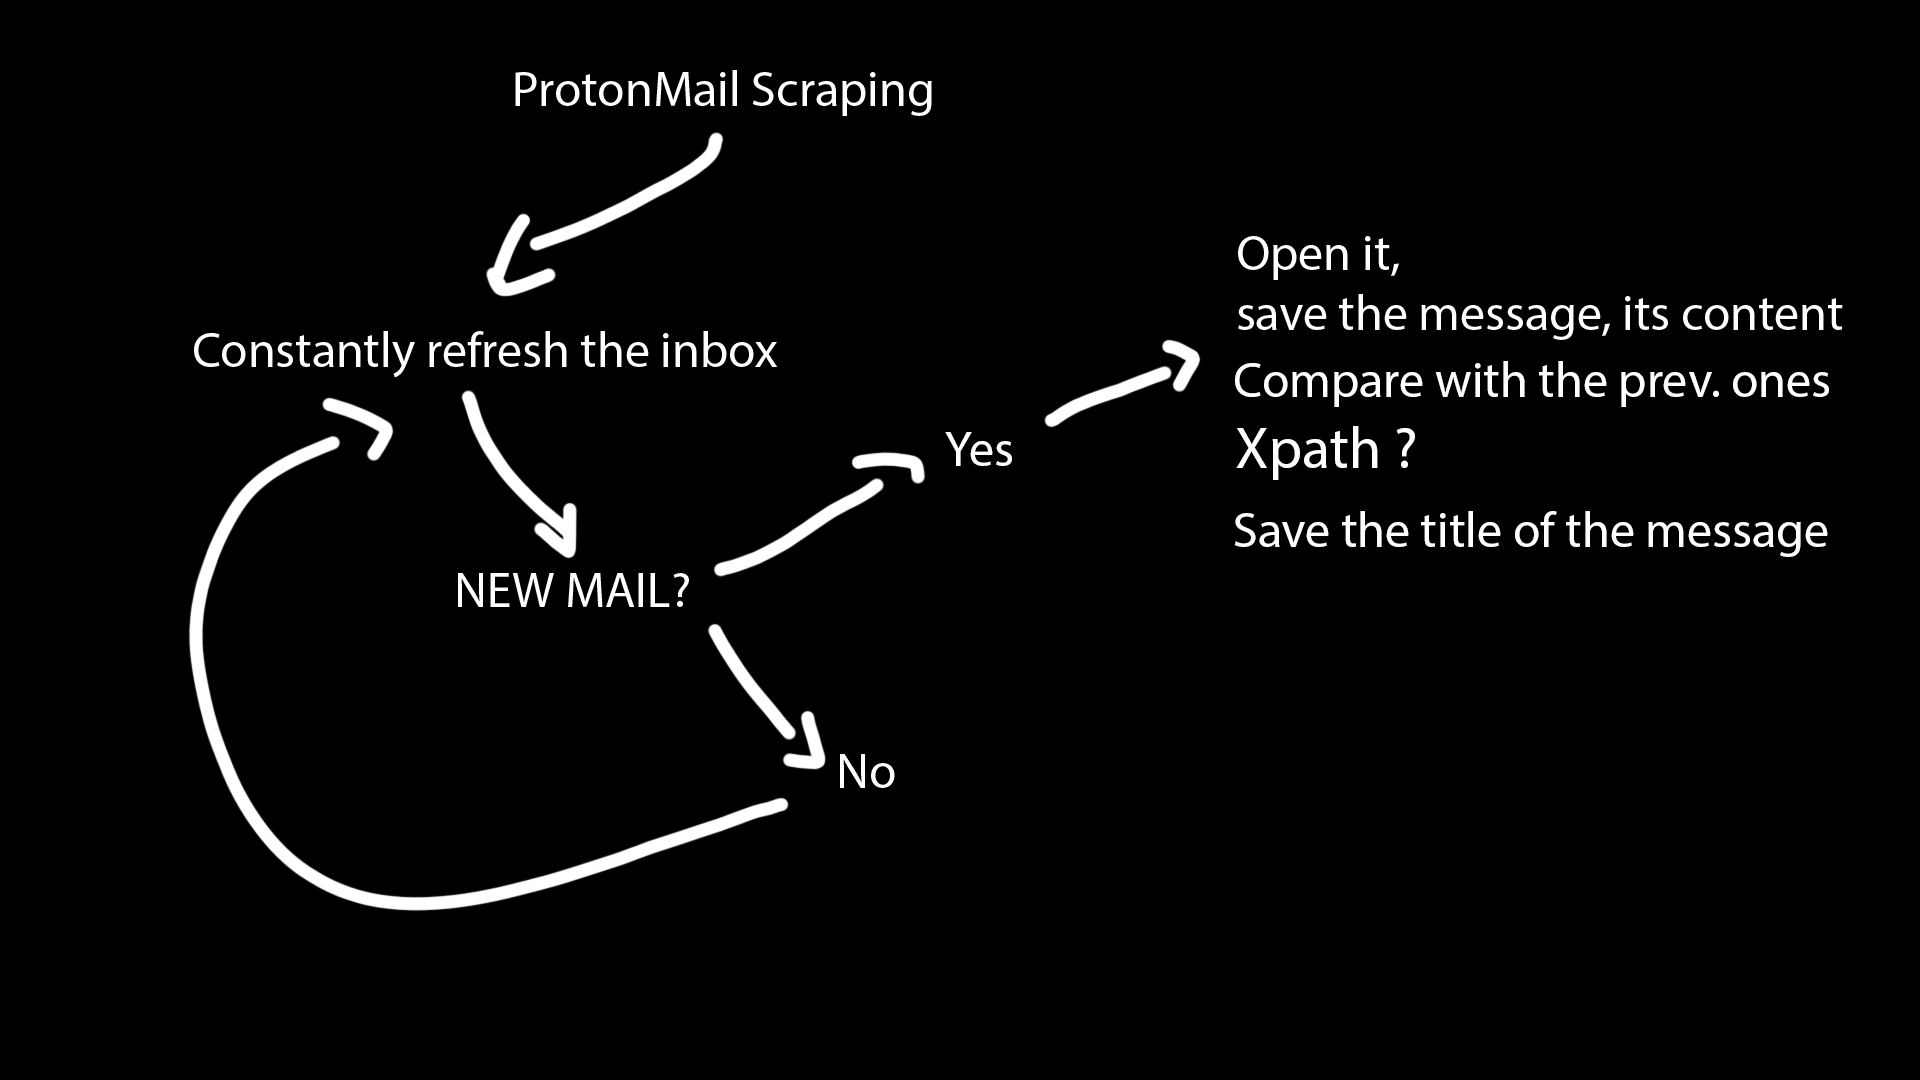 ProtonMail Scraping
Constantly refresh the inbox
NEW MAIL?
Yes
No
Open it,
save the message, its content
Compare with the prev. ones
Xpath ?
Save the title of the message